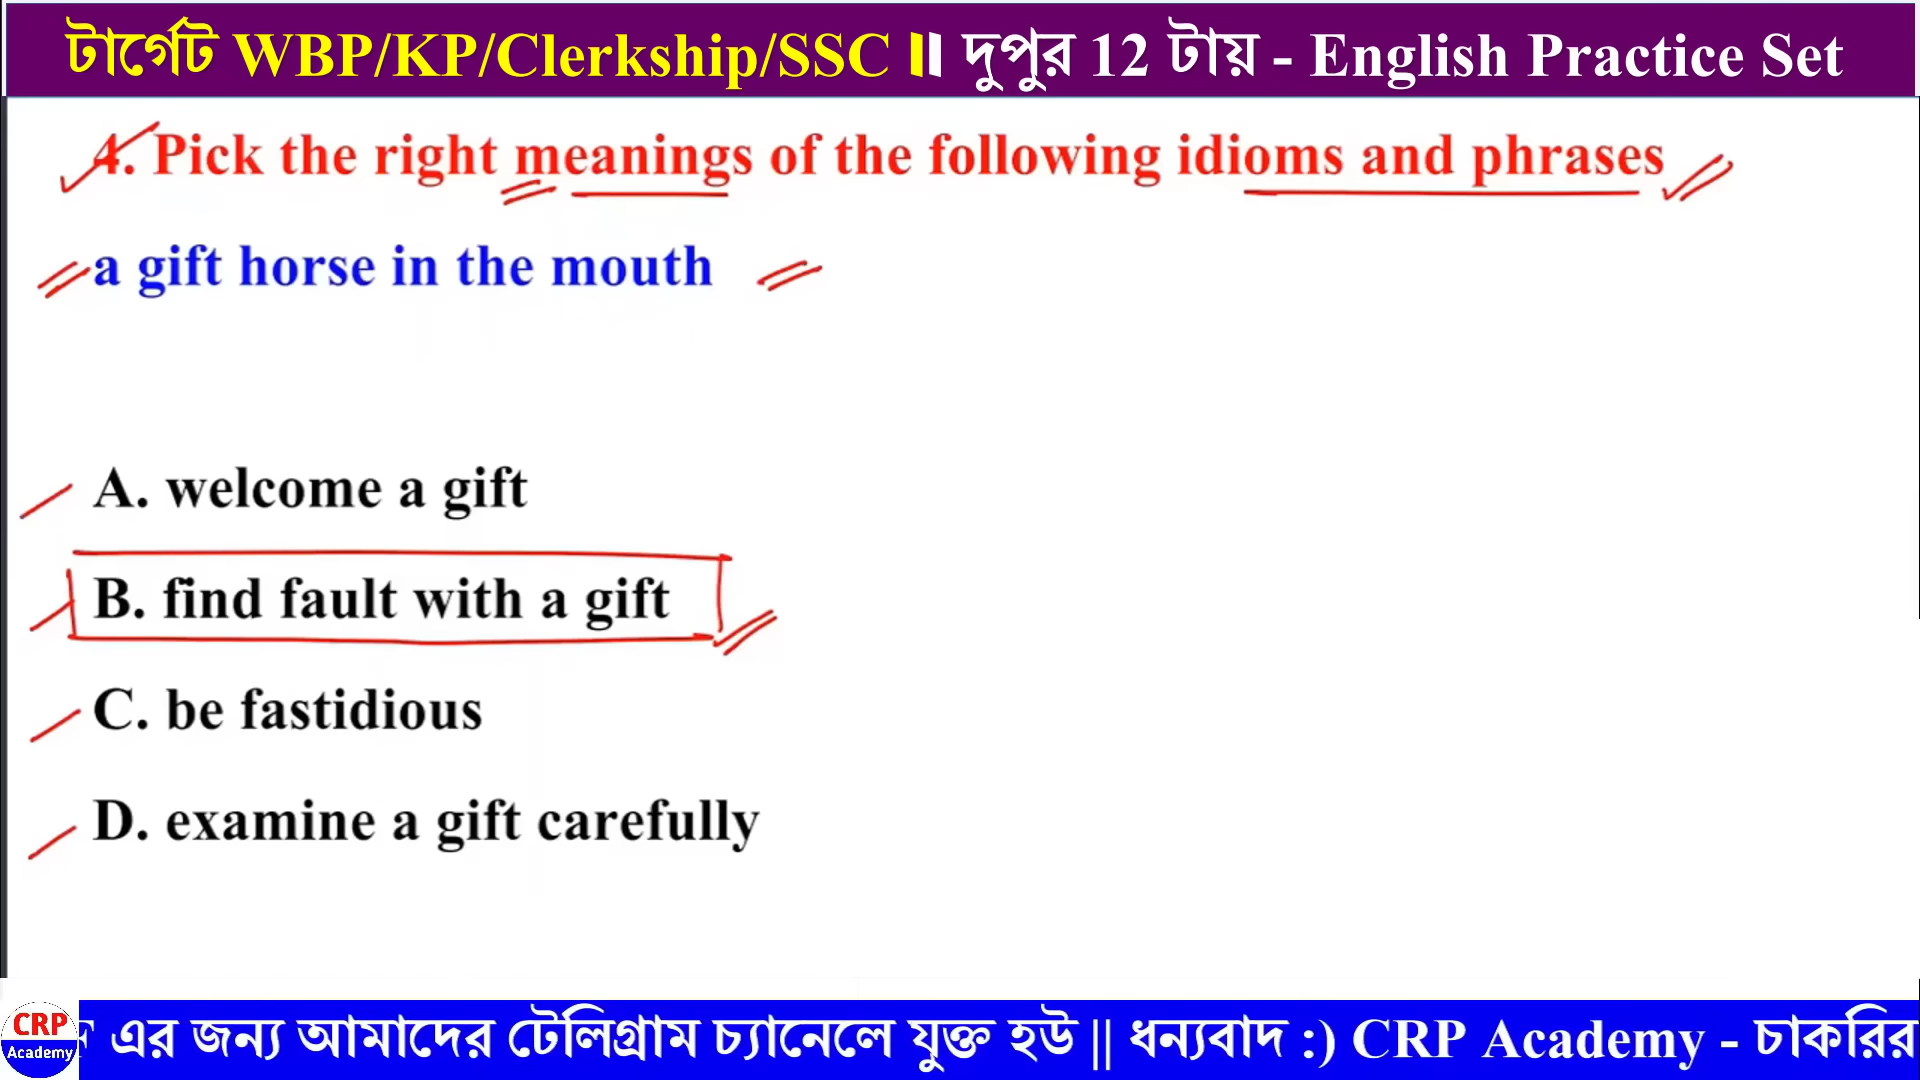 টার্গেট WBP/KP/Clerkship/SSC || দুপুর 12 টায় - English Practice Set
4. Pick the right meanings of the following idioms and phrases
a gift horse in the mouth
A. welcome a gift
B. find fault with a gift
C. be fastidious
D. examine a gift carefully
এর জন্য আমাদের টেলিগ্রাম চ্যানেলে যুক্ত হউ || ধন্যবাদ :) CRP Academy - চাকরির
CRP
Academy